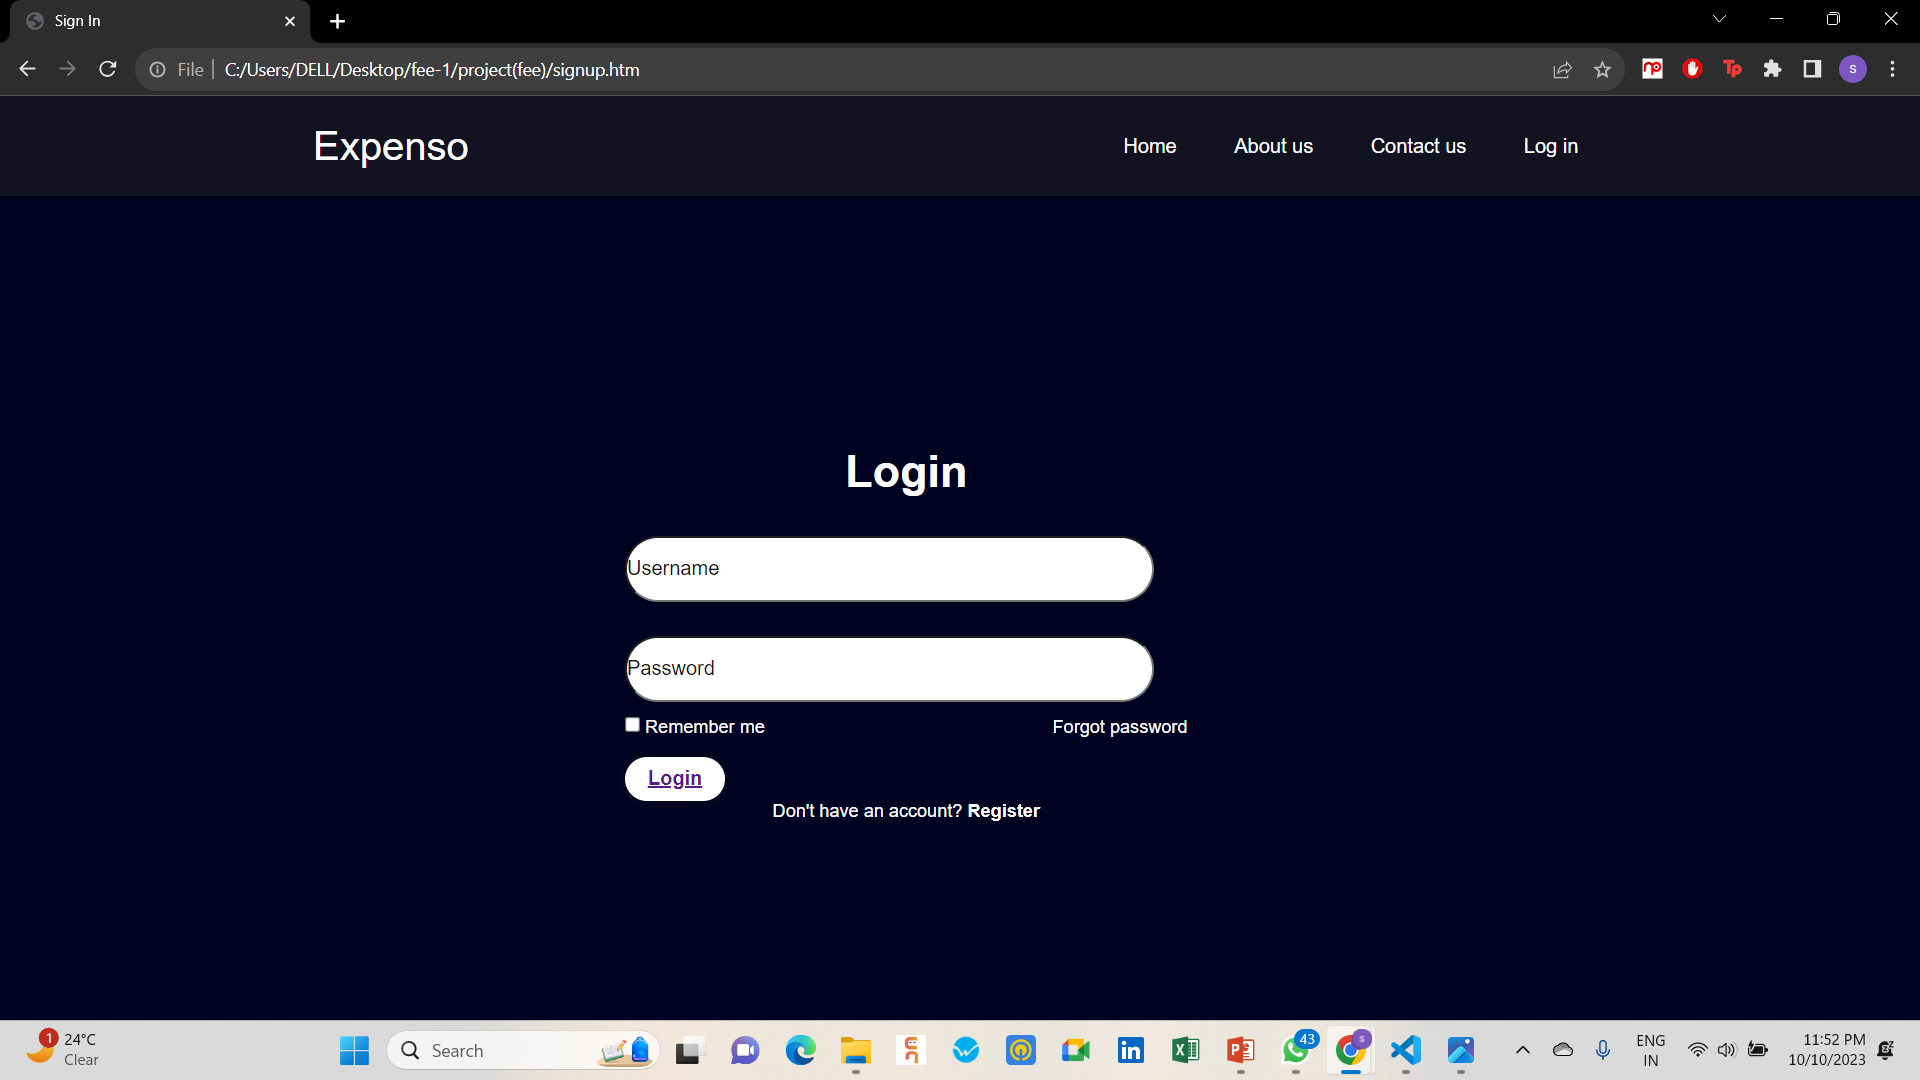 Sign In
File
C:/Users/DELL/Desktop/fee-1/project(fee)/signup.htm
Tp
s
Expenso
Home
About us
Contact us
Log in
Login
Username
Password
Remember me
Forgot password
Login
Don't have an account? Register
1
24°C
Clear
Search
in
43
s
ENG
IN
11:52 PM
10/10/2023